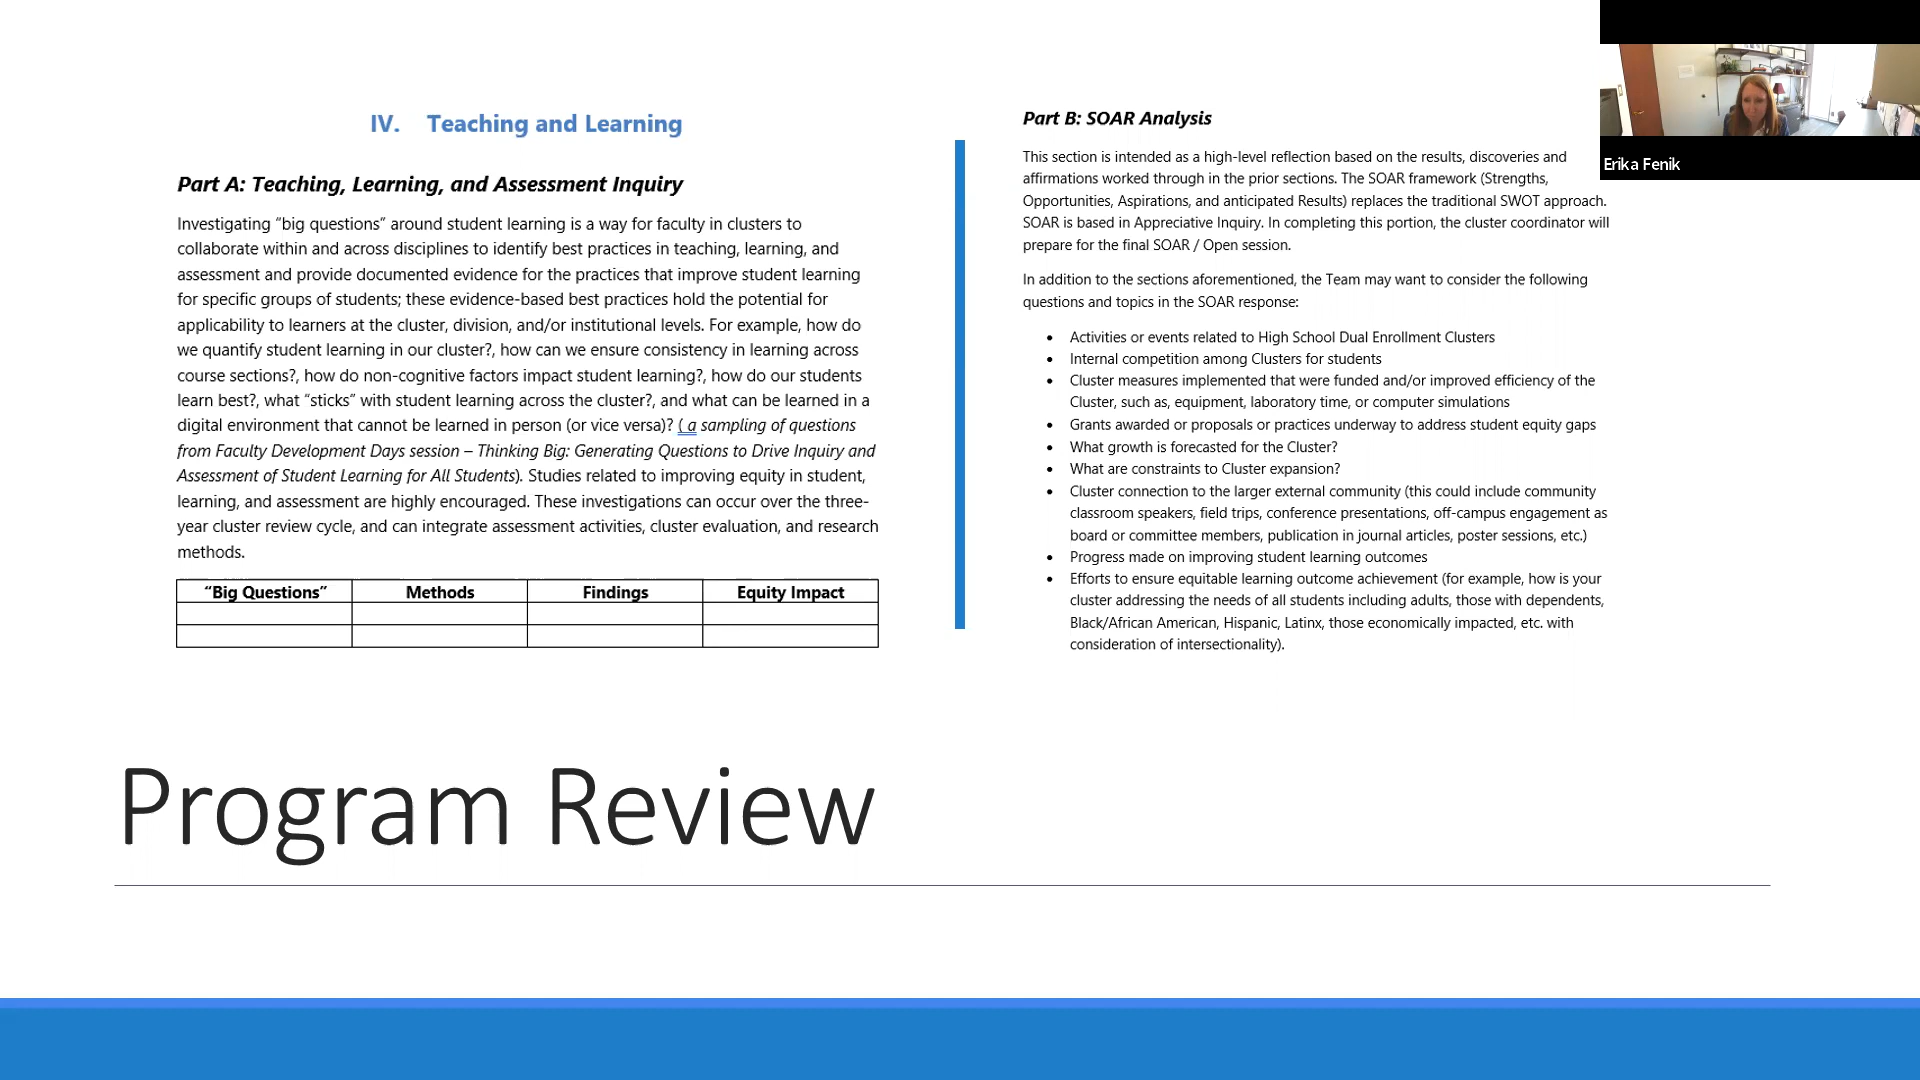 IV. Teaching and Learning
Part A: Teaching, Learning, and Assessment Inquiry
Investigating “big questions” around student learning is a way for faculty in clusters to
collaborate within and across disciplines to identify best practices in teaching, learning, and
assessment and provide documented evidence for the practices that improve student learning
for specific groups of students; these evidence-based best practices hold the potential for
applicability to learners at the cluster, division, and/or institutional levels. For example, how do
we quantify student learning in our cluster?, how can we ensure consistency in learning across
course sections?, how do non-cognitive factors impact student learning?, how do our students
learn best?, what “sticks” with student learning across the cluster?, and what can be learned in a
digital environment that cannot be learned in person (or vice versa)? ( a sampling of questions
from Faculty Development Days session – Thinking Big: Generating Questions to Drive Inquiry and
Assessment of Student Learning for All Students). Studies related to improving equity in student,
learning, and assessment are highly encouraged. These investigations can occur over the three-
year cluster review cycle, and can integrate assessment activities, cluster evaluation, and research
methods.
“Big Questions” Methods Findings Equity Impact
Part B: SOAR Analysis
This section is intended as a high-level reflection based on the results, discoveries and
affirmations worked through in the prior sections. The SOAR framework (Strengths,
Opportunities, Aspirations, and anticipated Results) replaces the traditional SWOT approach.
SOAR is based in Appreciative Inquiry. In completing this portion, the cluster coordinator will
prepare for the final SOAR / Open session.
In addition to the sections aforementioned, the Team may want to consider the following
questions and topics in the SOAR response:
• Activities or events related to High School Dual Enrollment Clusters
• Internal competition among Clusters for students
• Cluster measures implemented that were funded and/or improved efficiency of the
Cluster, such as, equipment, laboratory time, or computer simulations
• Grants awarded or proposals or practices underway to address student equity gaps
• What growth is forecasted for the Cluster?
• What are constraints to Cluster expansion?
• Cluster connection to the larger external community (this could include community
classroom speakers, field trips, conference presentations, off-campus engagement as
board or committee members, publication in journal articles, poster sessions, etc.)
• Progress made on improving student learning outcomes
• Efforts to ensure equitable learning outcome achievement (for example, how is your
cluster addressing the needs of all students including adults, those with dependents,
Black/African American, Hispanic, Latinx, those economically impacted, etc. with
consideration of intersectionality).
Erika Fenik
Program Review